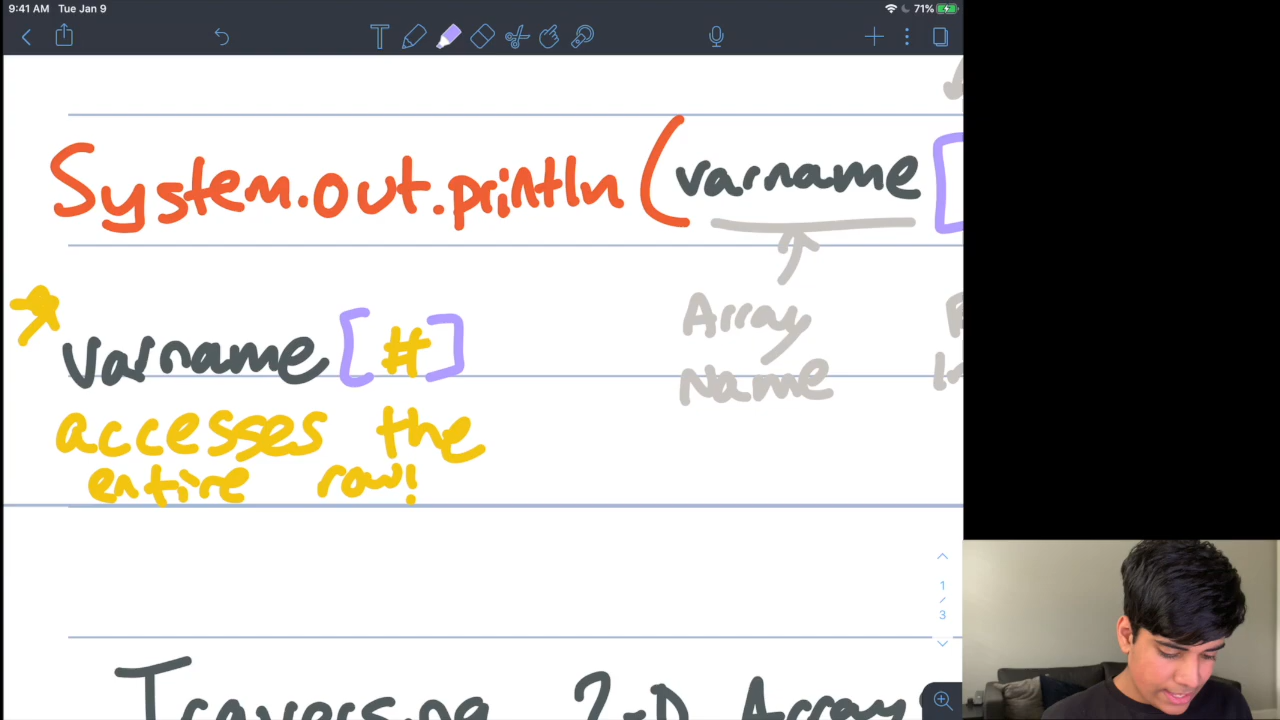 9:41 AM Tue Jan 9 71%
System.out.println(varname[
varname[#]
accesses the
entire row!
Array
Name
1
/
3
Traversing 2-D Array